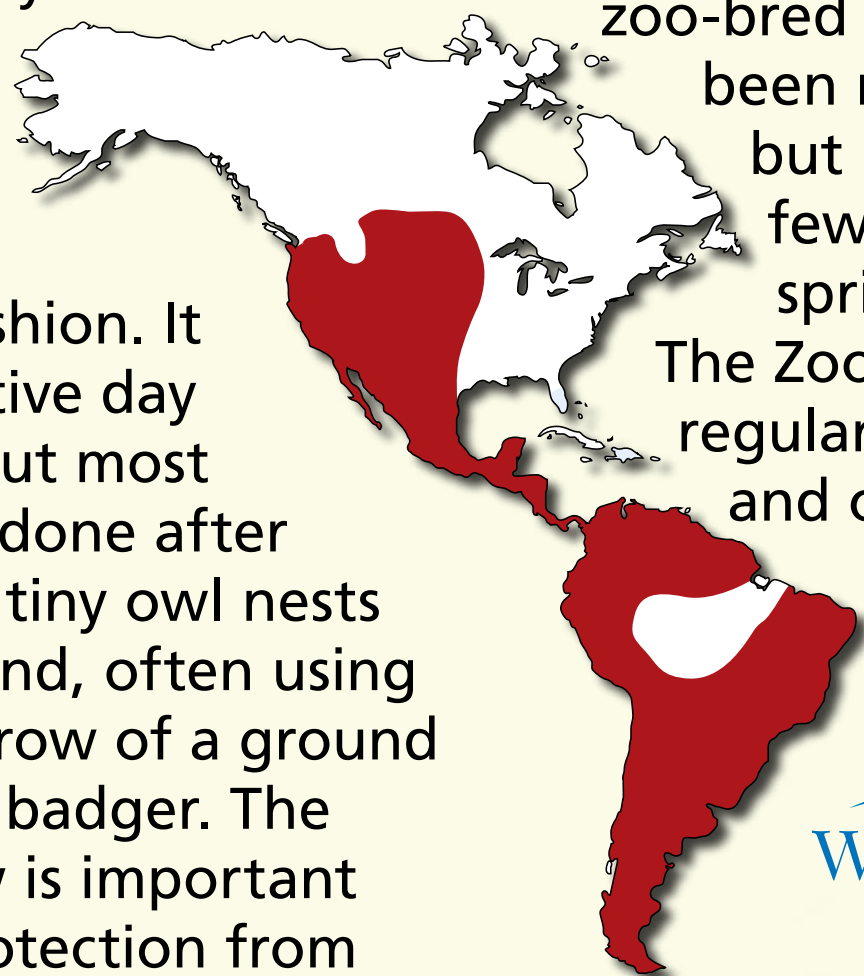 zoo-bred
been
but
few
shion. It
tive day
ut most
done after
tiny owl nests
nd, often using
row of a ground
badger. The
is important
otection from
spri
The Zoo
regular
and
W